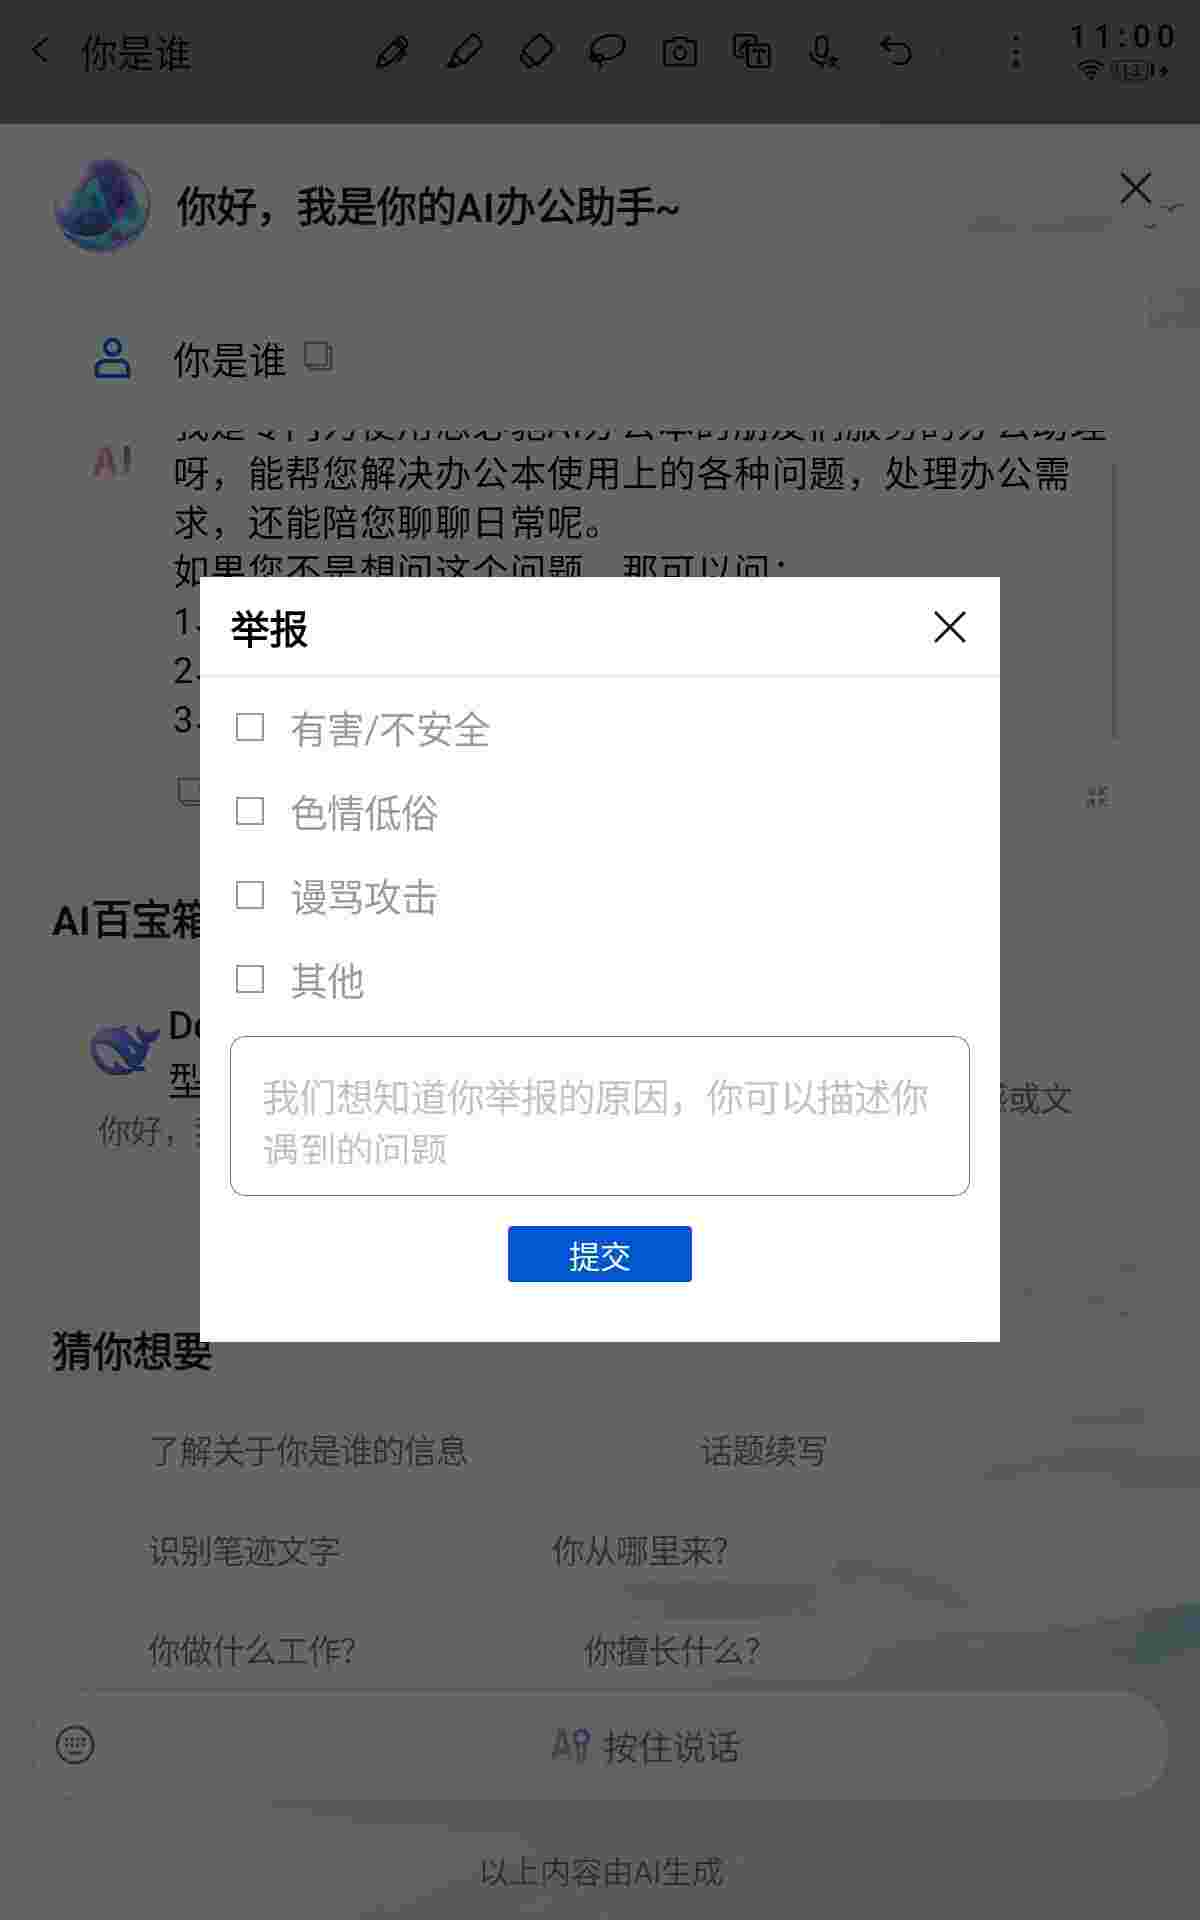 你是谁
11:00
你好，我是你的AI办公助手~
你是谁
AI
呀，能帮您解决办公本使用上的各种问题，处理办公需
求，还能陪您聊聊日常呢。
如果您不是想问这个问题，那可以问：
1.
2.
3.
举报
有害/不安全
色情低俗
谩骂攻击
其他
我们想知道你举报的原因，你可以描述你
遇到的问题
提交
AI百宝箱
型
你好，
或文
猜你想要
了解关于你是谁的信息
话题续写
识别笔迹文字
你从哪里来？
你做什么工作？
你擅长什么？
按住说话
以上内容由AI生成